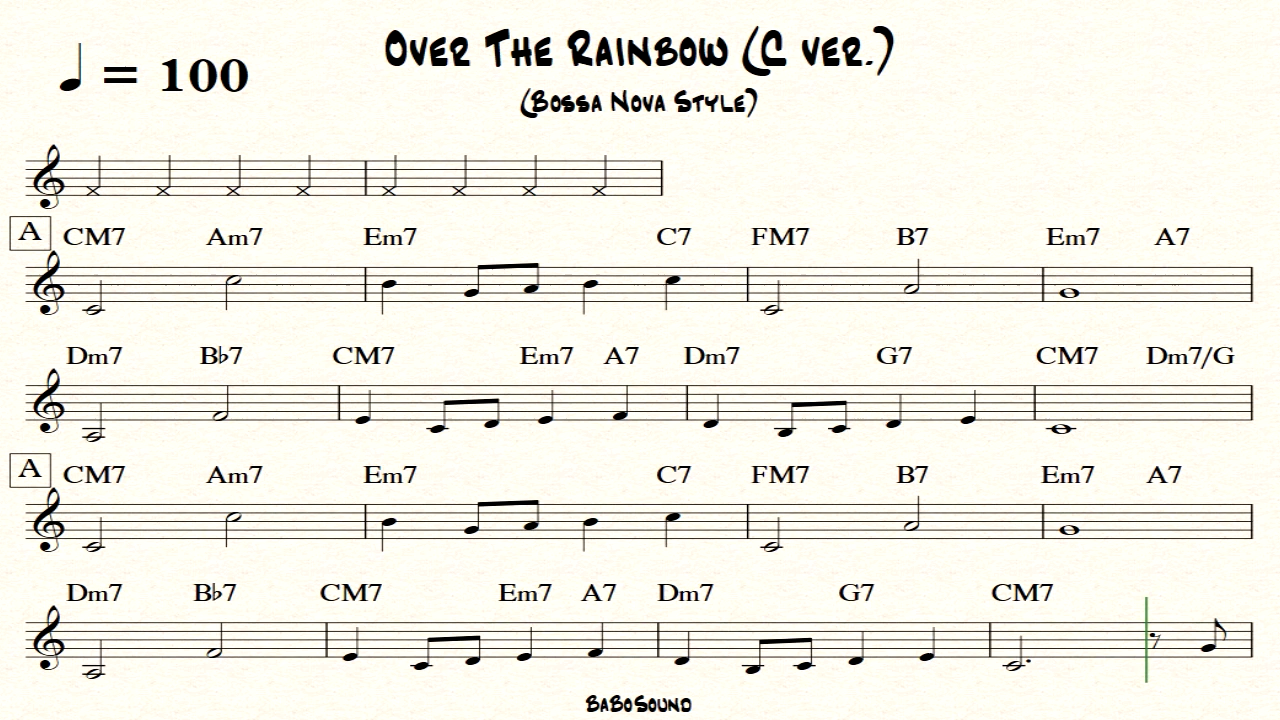 OVER THE RAINBOW (C VER.)
♩ = 100
(BOSSA NOVA STYLE)
A CM7 Am7 Em7 C7 FM7 B7 Em7 A7
Dm7 B♭7 CM7 Em7 A7 Dm7 G7 CM7 Dm7/G
A CM7 Am7 Em7 C7 FM7 B7 Em7 A7
Dm7 B♭7 CM7 Em7 A7 Dm7 G7 CM7
BABOSOUND